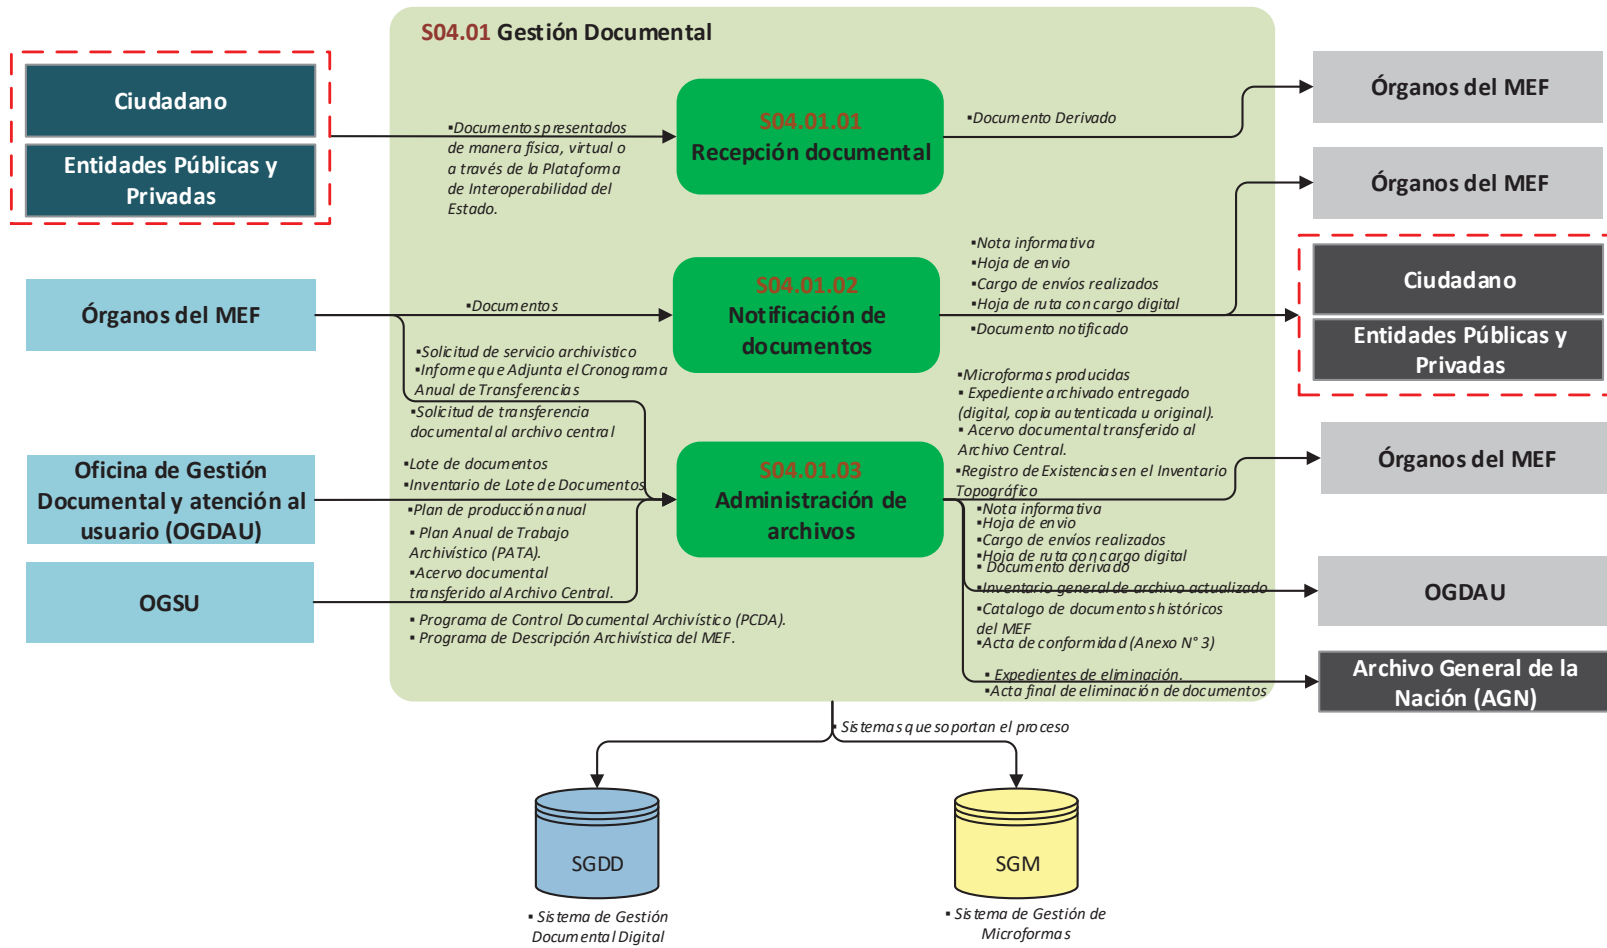 S04.01 Gestión Documental
Ciudadano
Entidades Públicas y
Privadas
▪Documentos presentados
de manera física, virtual o
a través de la Plataforma
de Interoperabilidad del
Estado.
S04.01.01
Recepción documental
▪Documento Derivado
Órganos del MEF
Órganos del MEF
Órganos del MEF
▪Documentos
S04.01.02
Notificación de
documentos
▪Nota informativa
▪Hoja de envio
▪Cargo de envíos realizados
▪Hoja de ruta con cargo digital
▪Documento notificado
Ciudadano
Entidades Públicas y
Privadas
▪Solicitud de servicio archivistico
▪Informe que Adjunta el Cronograma
Anual de Transferencias
▪Solicitud de transferencia
documental al archivo central
Oficina de Gestión
Documental y atención al
usuario (OGDAU)
▪Lote de documentos
▪Inventario de Lote de Documentos
▪Plan de producción anual
▪ Plan Anual de Trabajo
Archivístico (PATA).
▪Acervo documental
transferido al Archivo Central.
OGSU
▪ Programa de Control Documental Archivístico (PCDA).
▪ Programa de Descripción Archivística del MEF.
S04.01.03
Administración de
archivos
▪Microformas producidas
▪ Expediente archivado entregado
(digital, copia autenticada u original).
▪ Acervo documental transferido al
Archivo Central.
▪Registro de Existencias en el Inventario
Topográfico
▪Nota informativa
▪Hoja de envio
▪Cargo de envíos realizados
▪Hoja de ruta con cargo digital
▪ Documento derivado
▪Inventario general de archivo actualizado
▪Catalogo de documentos históricos
del MEF
▪Acta de conformidad (Anexo N° 3)
▪ Expedientes de eliminación.
▪Acta final de eliminación de documentos
Órganos del MEF
OGDAU
Archivo General de la
Nación (AGN)
▪ Sistemas que soportan el proceso
SGDD
SGM
▪ Sistema de Gestión
Documental Digital
▪ Sistema de Gestión de
Microformas